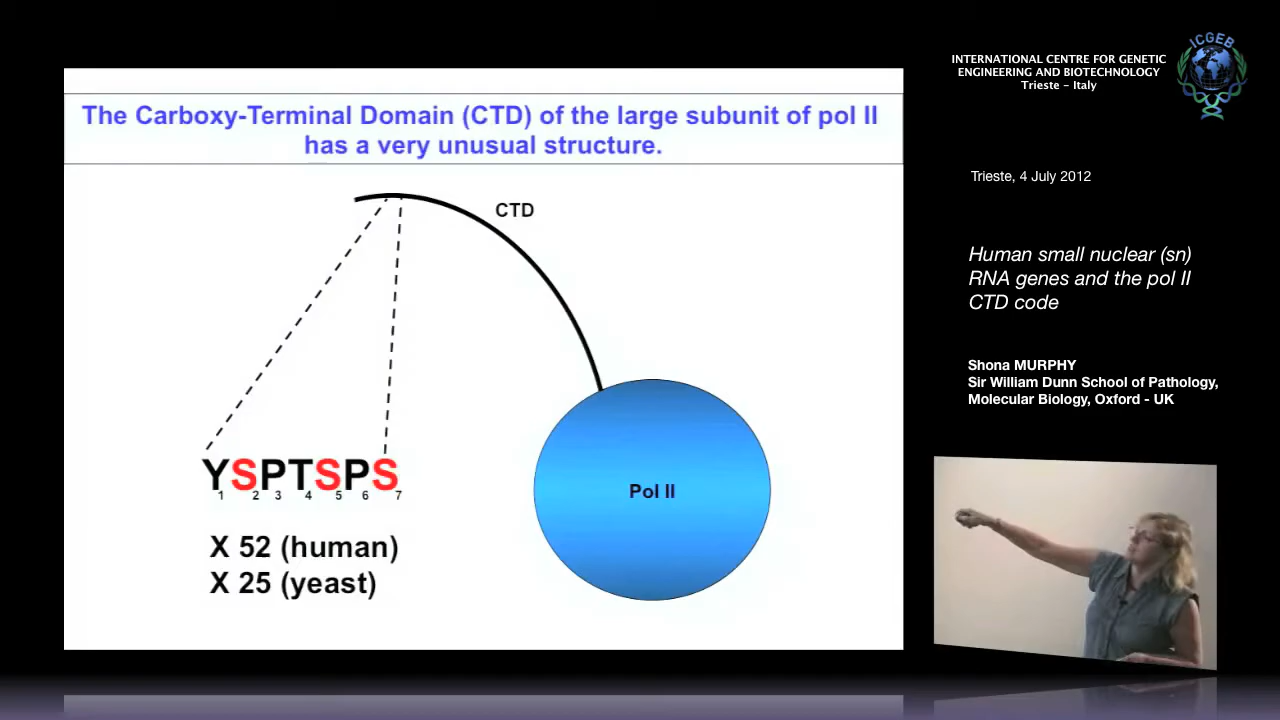 The Carboxy-Terminal Domain (CTD) of the large subunit of pol II
has a very unusual structure.
CTD
YSPTSPS
1 2 3 4 5 6 7
X 52 (human)
X 25 (yeast)
Pol II
INTERNATIONAL CENTRE FOR GENETIC
ENGINEERING AND BIOTECHNOLOGY
Trieste - Italy
ICGEB
Trieste, 4 July 2012
Human small nuclear (sn)
RNA genes and the pol II
CTD code
Shona MURPHY
Sir William Dunn School of Pathology,
Molecular Biology, Oxford - UK